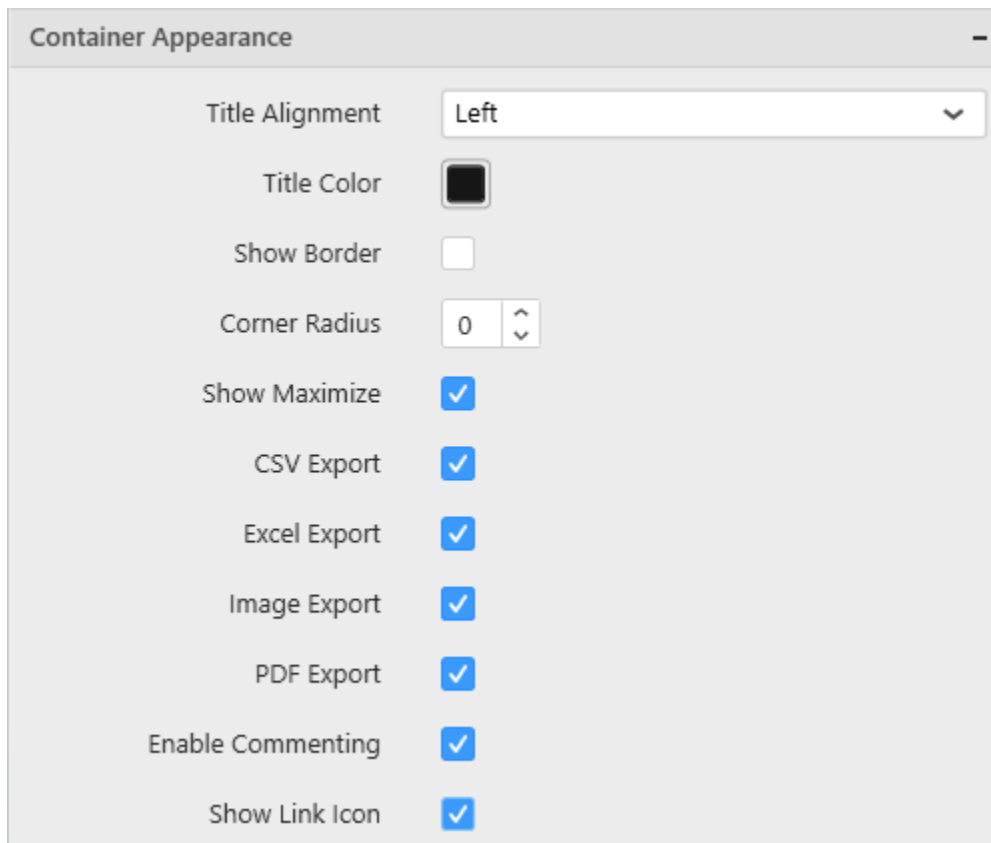 Container Appearance
Title Alignment Left
Title Color
Show Border
Corner Radius 0
Show Maximize
CSV Export
Excel Export
Image Export
PDF Export
Enable Commenting
Show Link Icon